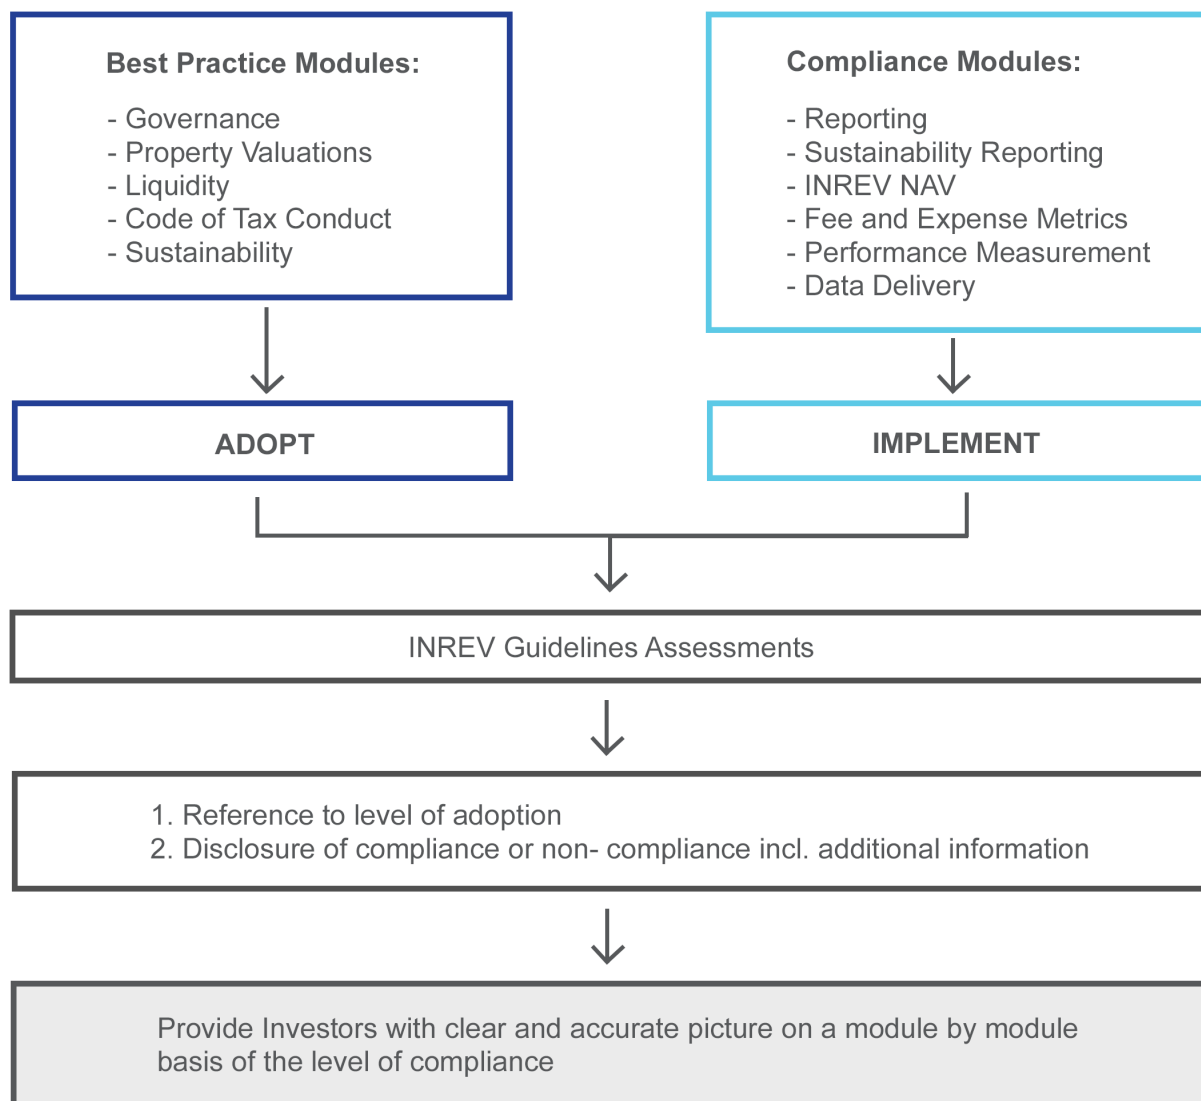 Best Practice Modules:
- Governance
- Property Valuations
- Liquidity
- Code of Tax Conduct
- Sustainability
Compliance Modules:
- Reporting
- Sustainability Reporting
- INREV NAV
- Fee and Expense Metrics
- Performance Measurement
- Data Delivery
ADOPT
IMPLEMENT
INREV Guidelines Assessments
1. Reference to level of adoption
2. Disclosure of compliance or non- compliance incl. additional information
Provide Investors with clear and accurate picture on a module by module
basis of the level of compliance